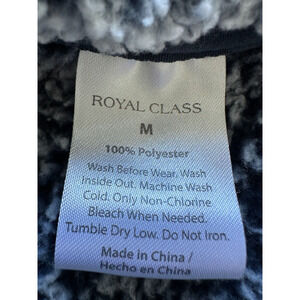 ROYAL CLASS
M
100% Polyester
Wash Before Wear. Wash
Inside Out. Machine Wash
Cold. Only Non-Chlorine
Bleach When Needed.
Tumble Dry Low. Do Not Iron.
Made in China /
Hecho en China